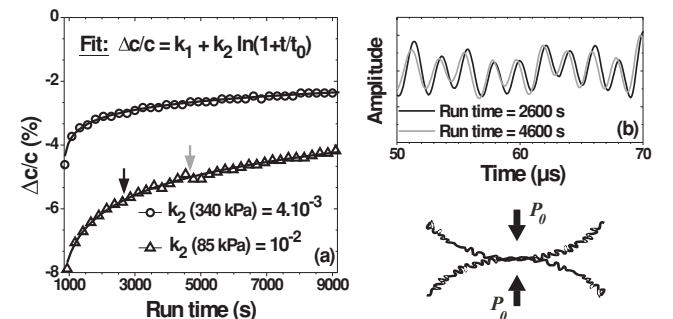 0
-2
-4
-6
-8
Δc/c (%)
Fit: Δc/c = k₁ + k₂ ln(1+t/t₀)
k₂ (340 kPa) = 4.10⁻³
k₂ (85 kPa) = 10⁻²
(a)
1000 3000 5000 7000 9000
Run time (s)
Amplitude
Run time = 2600 s
Run time = 4600 s
(b)
50 60 70
Time (µs)
P₀
P₀